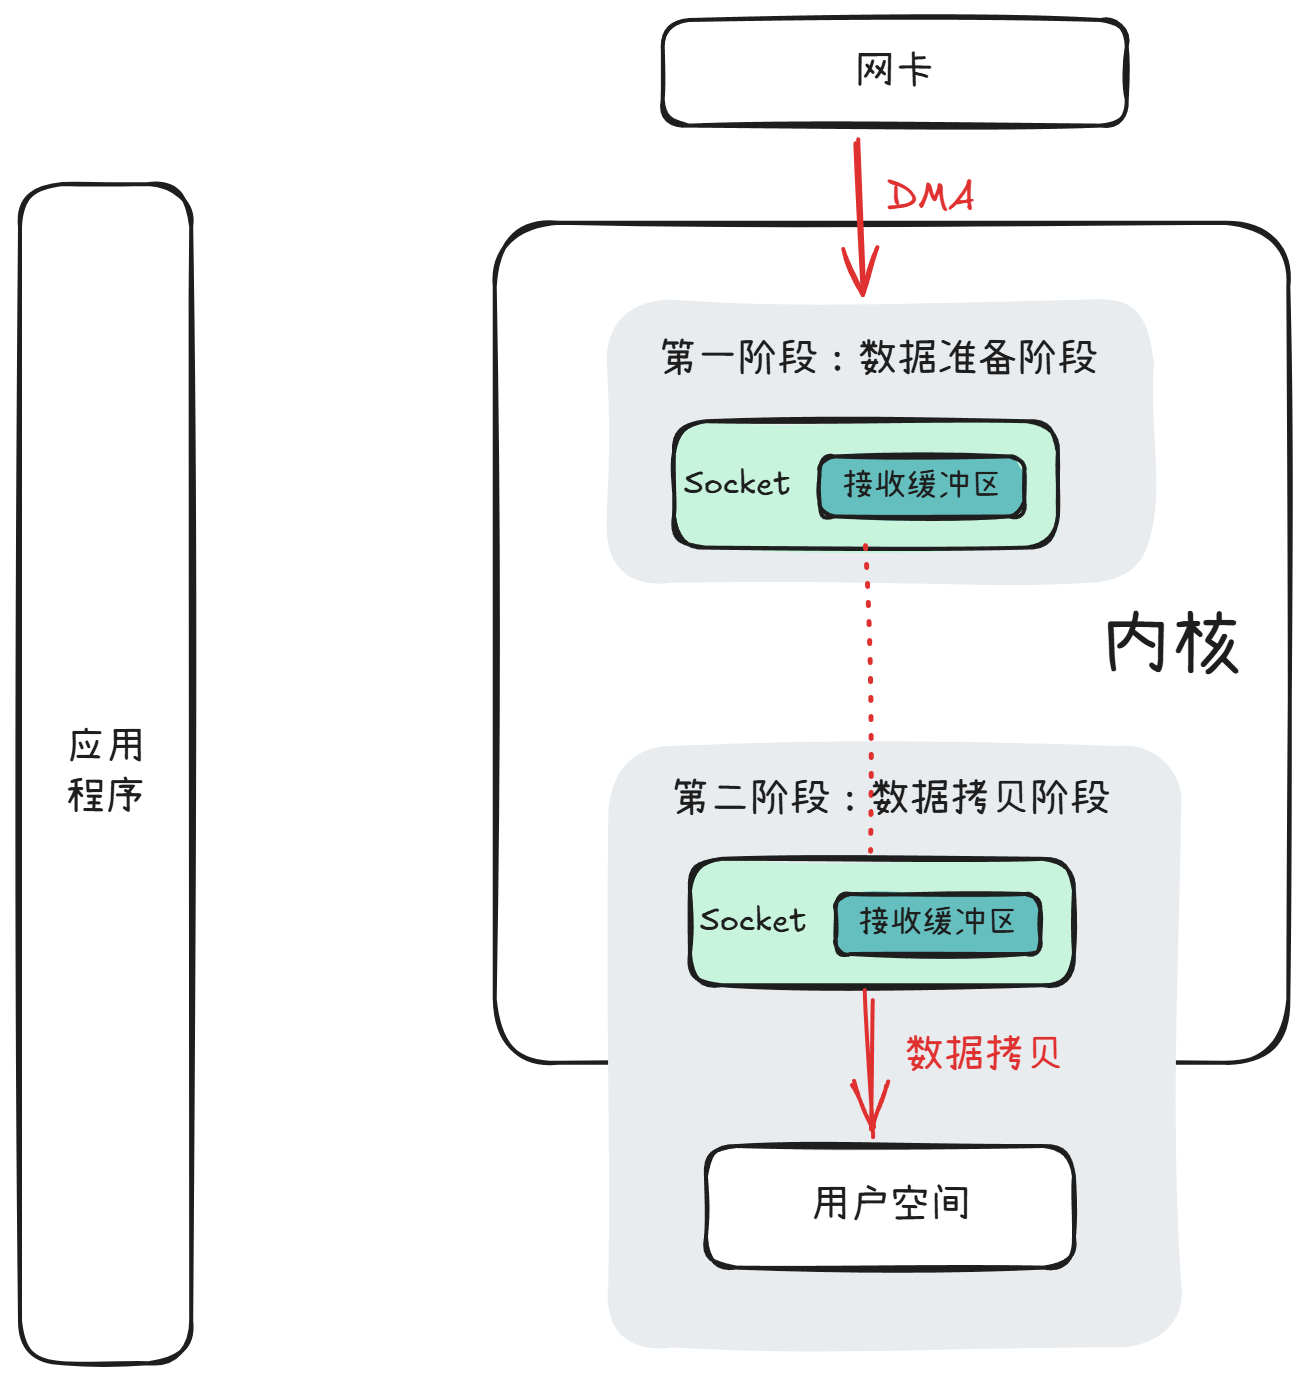 网卡
DMA
第一阶段：数据准备阶段
Socket
接收缓冲区
内核
应用
程序
第二阶段：数据拷贝阶段
Socket
接收缓冲区
数据拷贝
用户空间